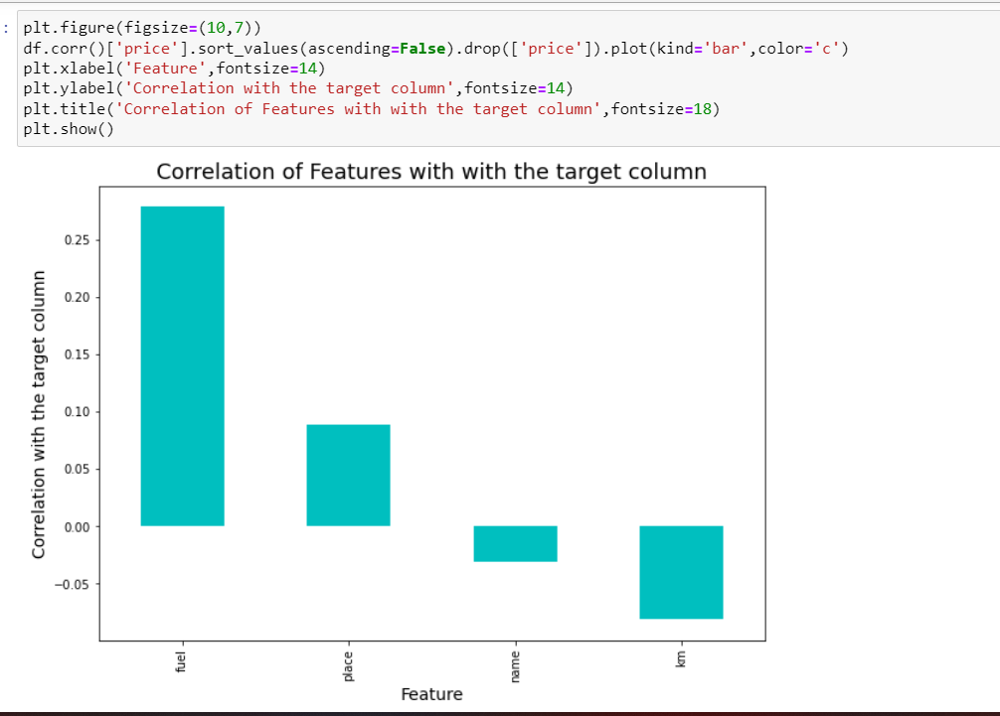 :
plt.figure(figsize=(10,7))
df.corr()['price'].sort_values(ascending=False).drop(['price']).plot(kind='bar',color='c')
plt.xlabel('Feature',fontsize=14)
plt.ylabel('Correlation with the target column',fontsize=14)
plt.title('Correlation of Features with with the target column',fontsize=18)
plt.show()
Correlation of Features with with the target column
Correlation with the target column
0.25
0.20
0.15
0.10
0.05
0.00
−0.05
fuel
place
name
km
Feature